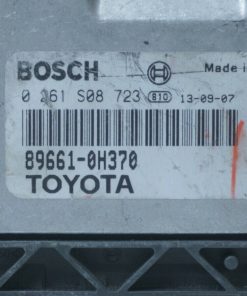 BOSCH Made i
0 261 S08 723 B10 13-09-07
89661-0H370
TOYOTA